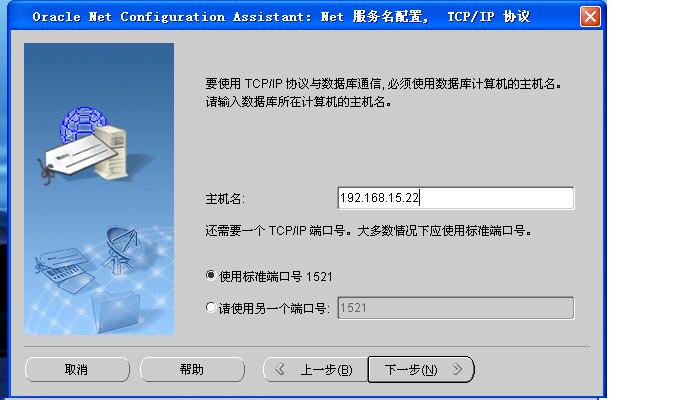 Oracle Net Configuration Assistant: Net 服务名配置, TCP/IP 协议
要使用 TCP/IP 协议与数据库通信, 必须使用数据库计算机的主机名。
请输入数据库所在计算机的主机名。
主机名: 192.168.15.22
还需要一个 TCP/IP 端口号。大多数情况下应使用标准端口号。
使用标准端口号 1521
请使用另一个端口号: 1521
取消 帮助 上一步(B) 下一步(N)